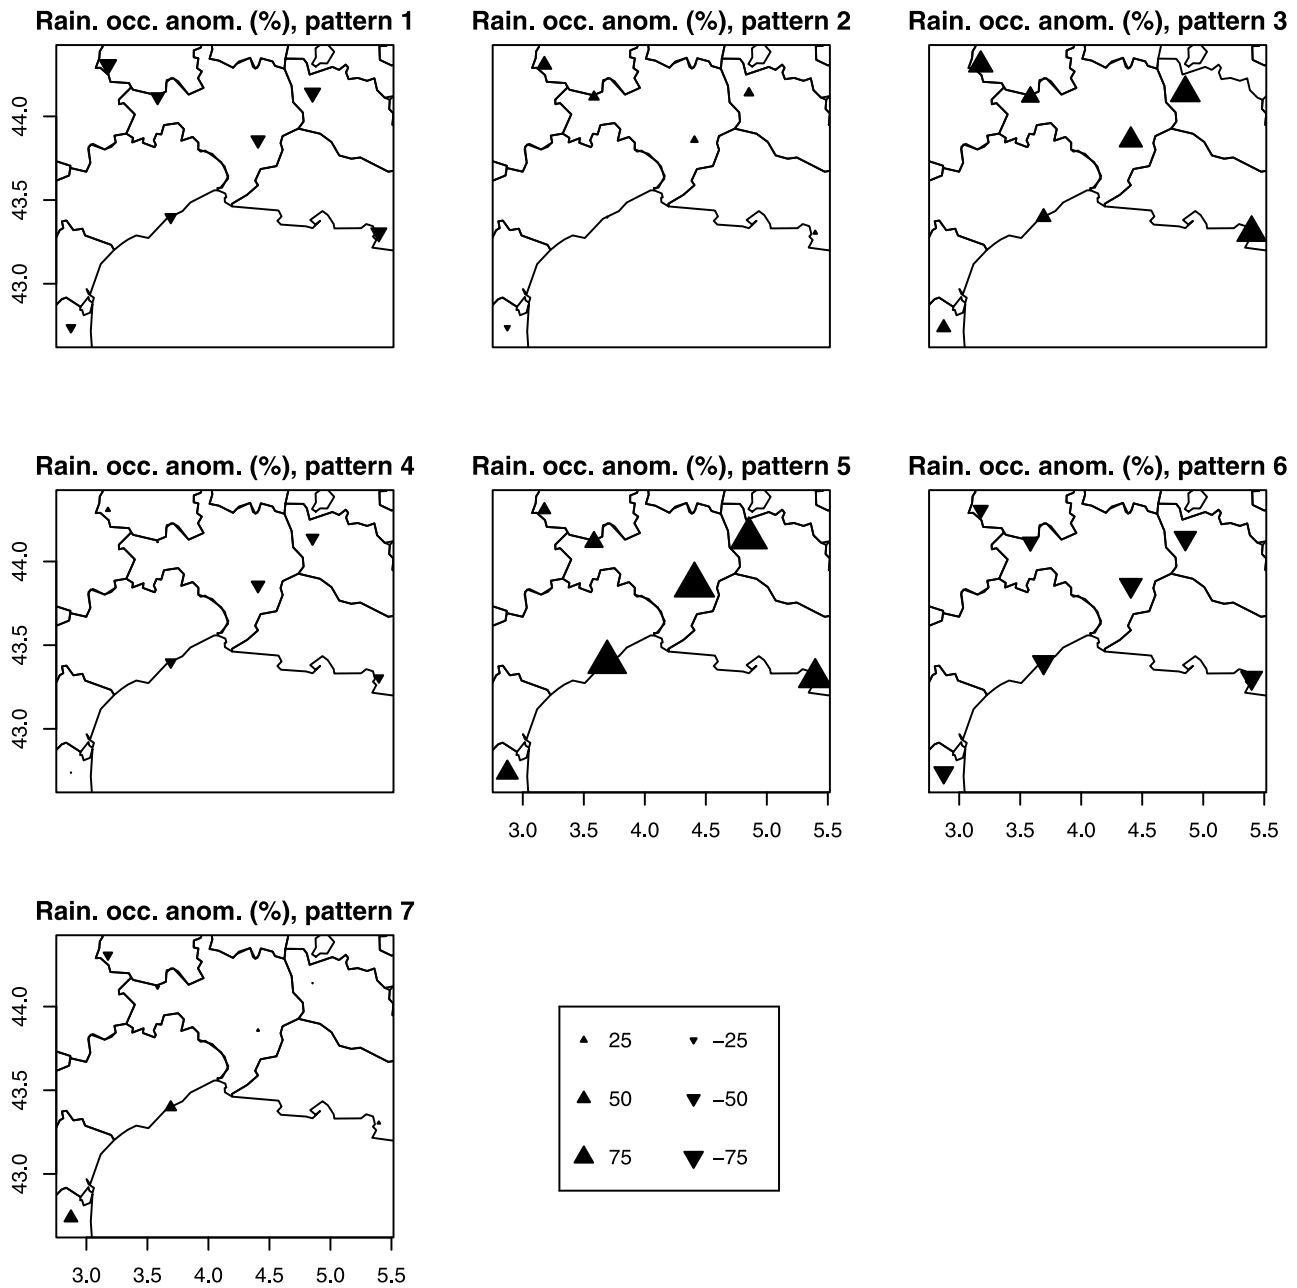 Rain. occ. anom. (%), pattern 1
Rain. occ. anom. (%), pattern 2
Rain. occ. anom. (%), pattern 3
44.0
43.5
43.0
Rain. occ. anom. (%), pattern 4
Rain. occ. anom. (%), pattern 5
Rain. occ. anom. (%), pattern 6
44.0
43.5
43.0
3.0 3.5 4.0 4.5 5.0 5.5
3.0 3.5 4.0 4.5 5.0 5.5
Rain. occ. anom. (%), pattern 7
44.0
43.5
43.0
3.0 3.5 4.0 4.5 5.0 5.5
25 −25
50 −50
75 −75